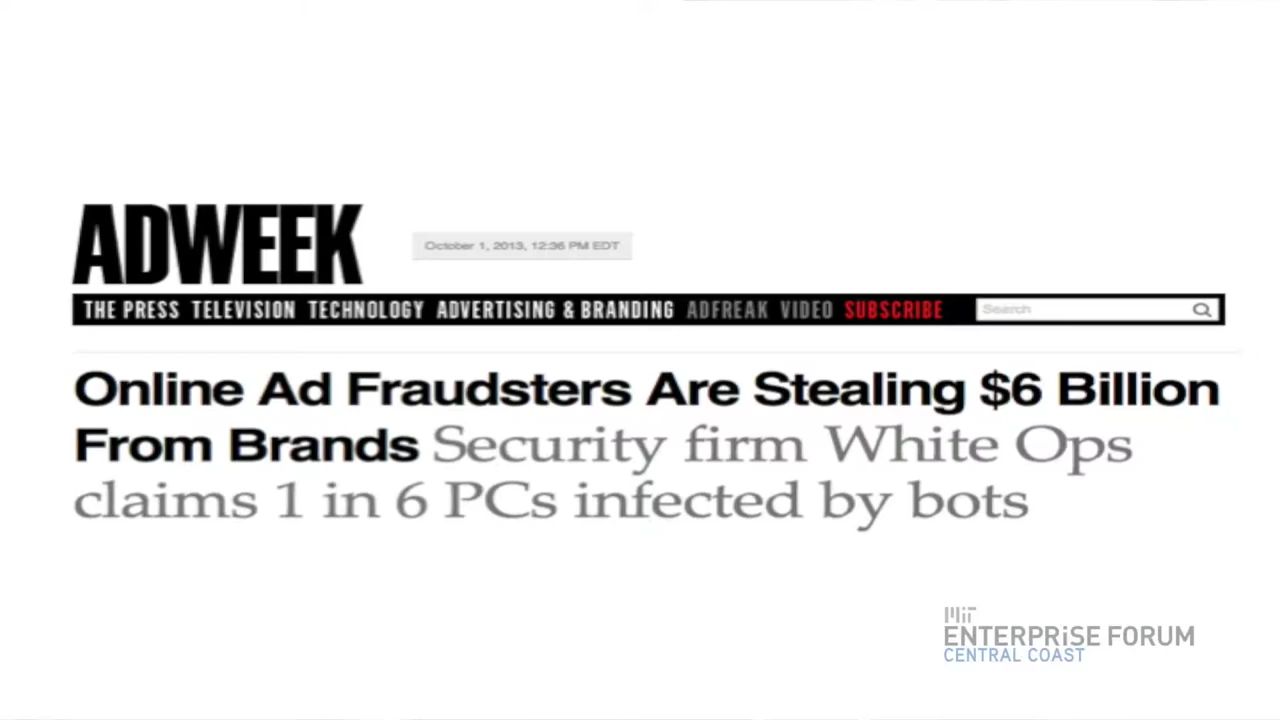 ADWEEK
October 1, 2013, 12:36 PM EDT
THE PRESS TELEVISION TECHNOLOGY ADVERTISING & BRANDING ADFREAK VIDEO SUBSCRIBE Search
Online Ad Fraudsters Are Stealing $6 Billion
From Brands Security firm White Ops
claims 1 in 6 PCs infected by bots
MIT
ENTERPRISE FORUM
CENTRAL COAST